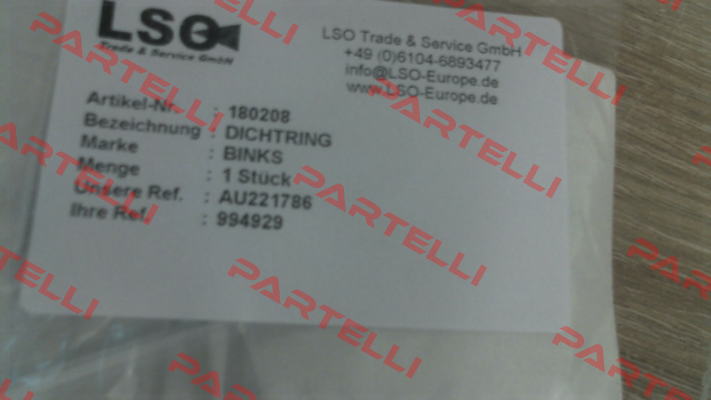 LSO
Trade & Service GmbH
LSO Trade & Service GmbH
+49 (0)6104-6893477
info@LSO-Europe.de
www.LSO-Europe.de
Artikel-Nr. : 180208
Bezeichnung : DICHTRING
Marke : BINKS
Menge : 1 Stück
Unsere Ref. : AU221786
Ihre Ref. : 994929
PARTELLI
PARTELLI
PARTELLI
PARTELLI
PARTELLI
PARTELLI
PARTELLI
PARTELLI
PARTELLI